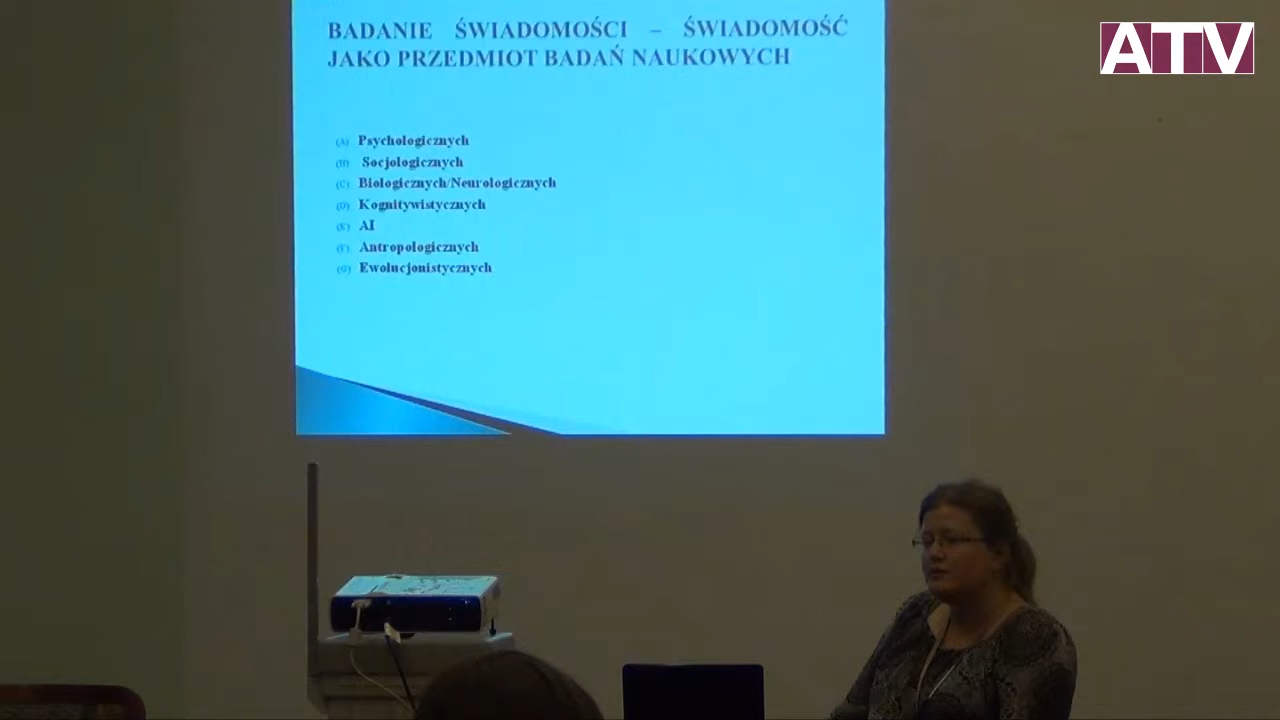 ATV
BADANIE ŚWIADOMOŚCI – ŚWIADOMOŚĆ
JAKO PRZEDMIOT BADAŃ NAUKOWYCH
(A) Psychologicznych
(B) Socjologicznych
(C) Biologicznych/Neurologicznych
(D) Kognitywistycznych
(E) AI
(F) Antropologicznych
(G) Ewolucjonistycznych